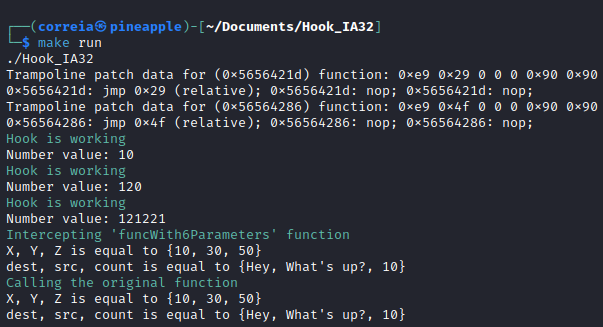 ┌──(correia㉿pineapple)-[~/Documents/Hook_IA32]
└─$ make run
./Hook_IA32
Trampoline patch data for (0×5656421d) function: 0×e9 0×29 0 0 0 0×90 0×90
0×5656421d: jmp 0×29 (relative); 0×5656421d: nop; 0×5656421d: nop;
Trampoline patch data for (0×56564286) function: 0×e9 0×4f 0 0 0 0×90 0×90
0×56564286: jmp 0×4f (relative); 0×56564286: nop; 0×56564286: nop;
Hook is working
Number value: 10
Hook is working
Number value: 120
Hook is working
Number value: 121221
Intercepting 'funcWith6Parameters' function
X, Y, Z is equal to {10, 30, 50}
dest, src, count is equal to {Hey, What's up?, 10}
Calling the original function
X, Y, Z is equal to {10, 30, 50}
dest, src, count is equal to {Hey, What's up?, 10}